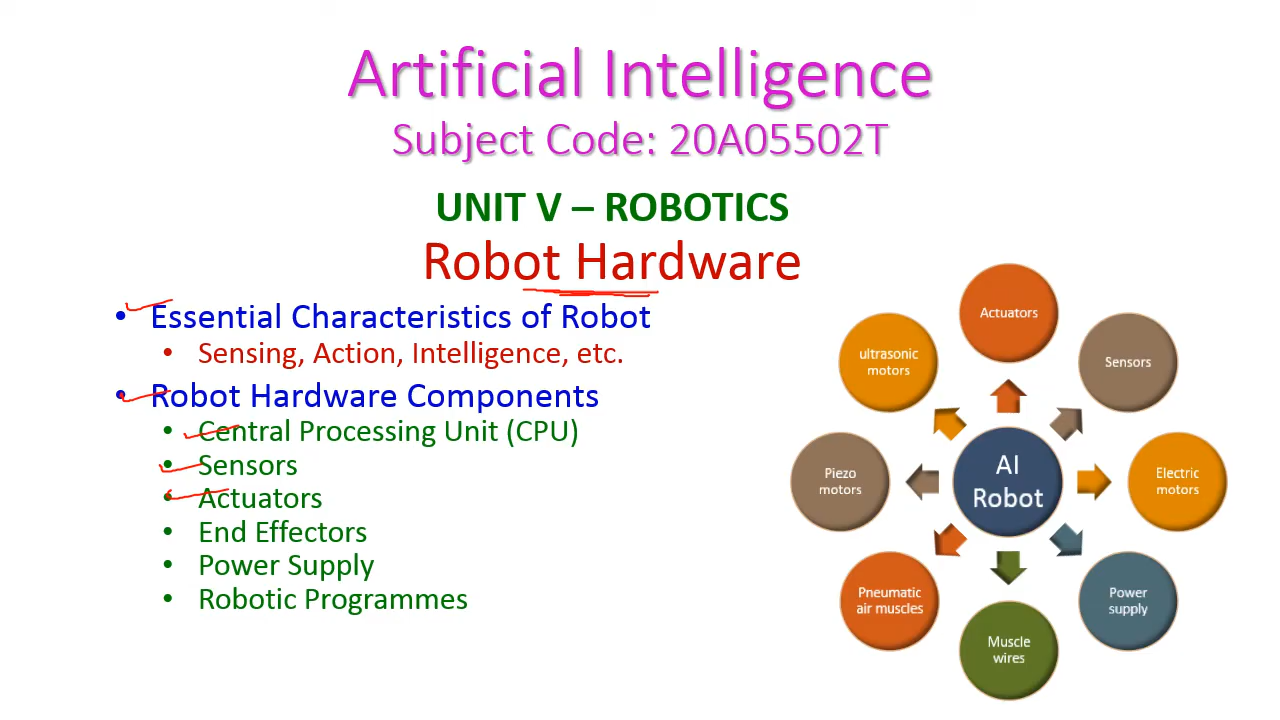 Artificial Intelligence
Subject Code: 20A05502T
UNIT V – ROBOTICS
Robot Hardware
• Essential Characteristics of Robot
• Sensing, Action, Intelligence, etc.
• Robot Hardware Components
• Central Processing Unit (CPU)
• Sensors
• Actuators
• End Effectors
• Power Supply
• Robotic Programmes
Actuators
Sensors
Electric
motors
Power
supply
Muscle
wires
Pneumatic
air muscles
Piezo
motors
ultrasonic
motors
AI
Robot